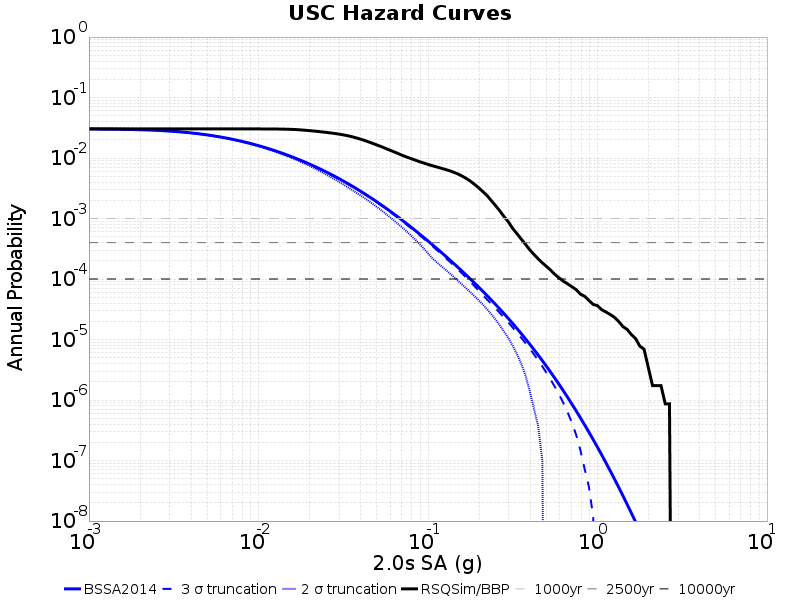 USC Hazard Curves
10^0
10^-1
10^-2
10^-3
10^-4
10^-5
10^-6
10^-7
10^-8
Annual Probability
10^-3 10^-2 10^-1 10^0 10^1
2.0s SA (g)
BSSA2014 3 σ truncation 2 σ truncation RSQSim/BBP 1000yr 2500yr 10000yr